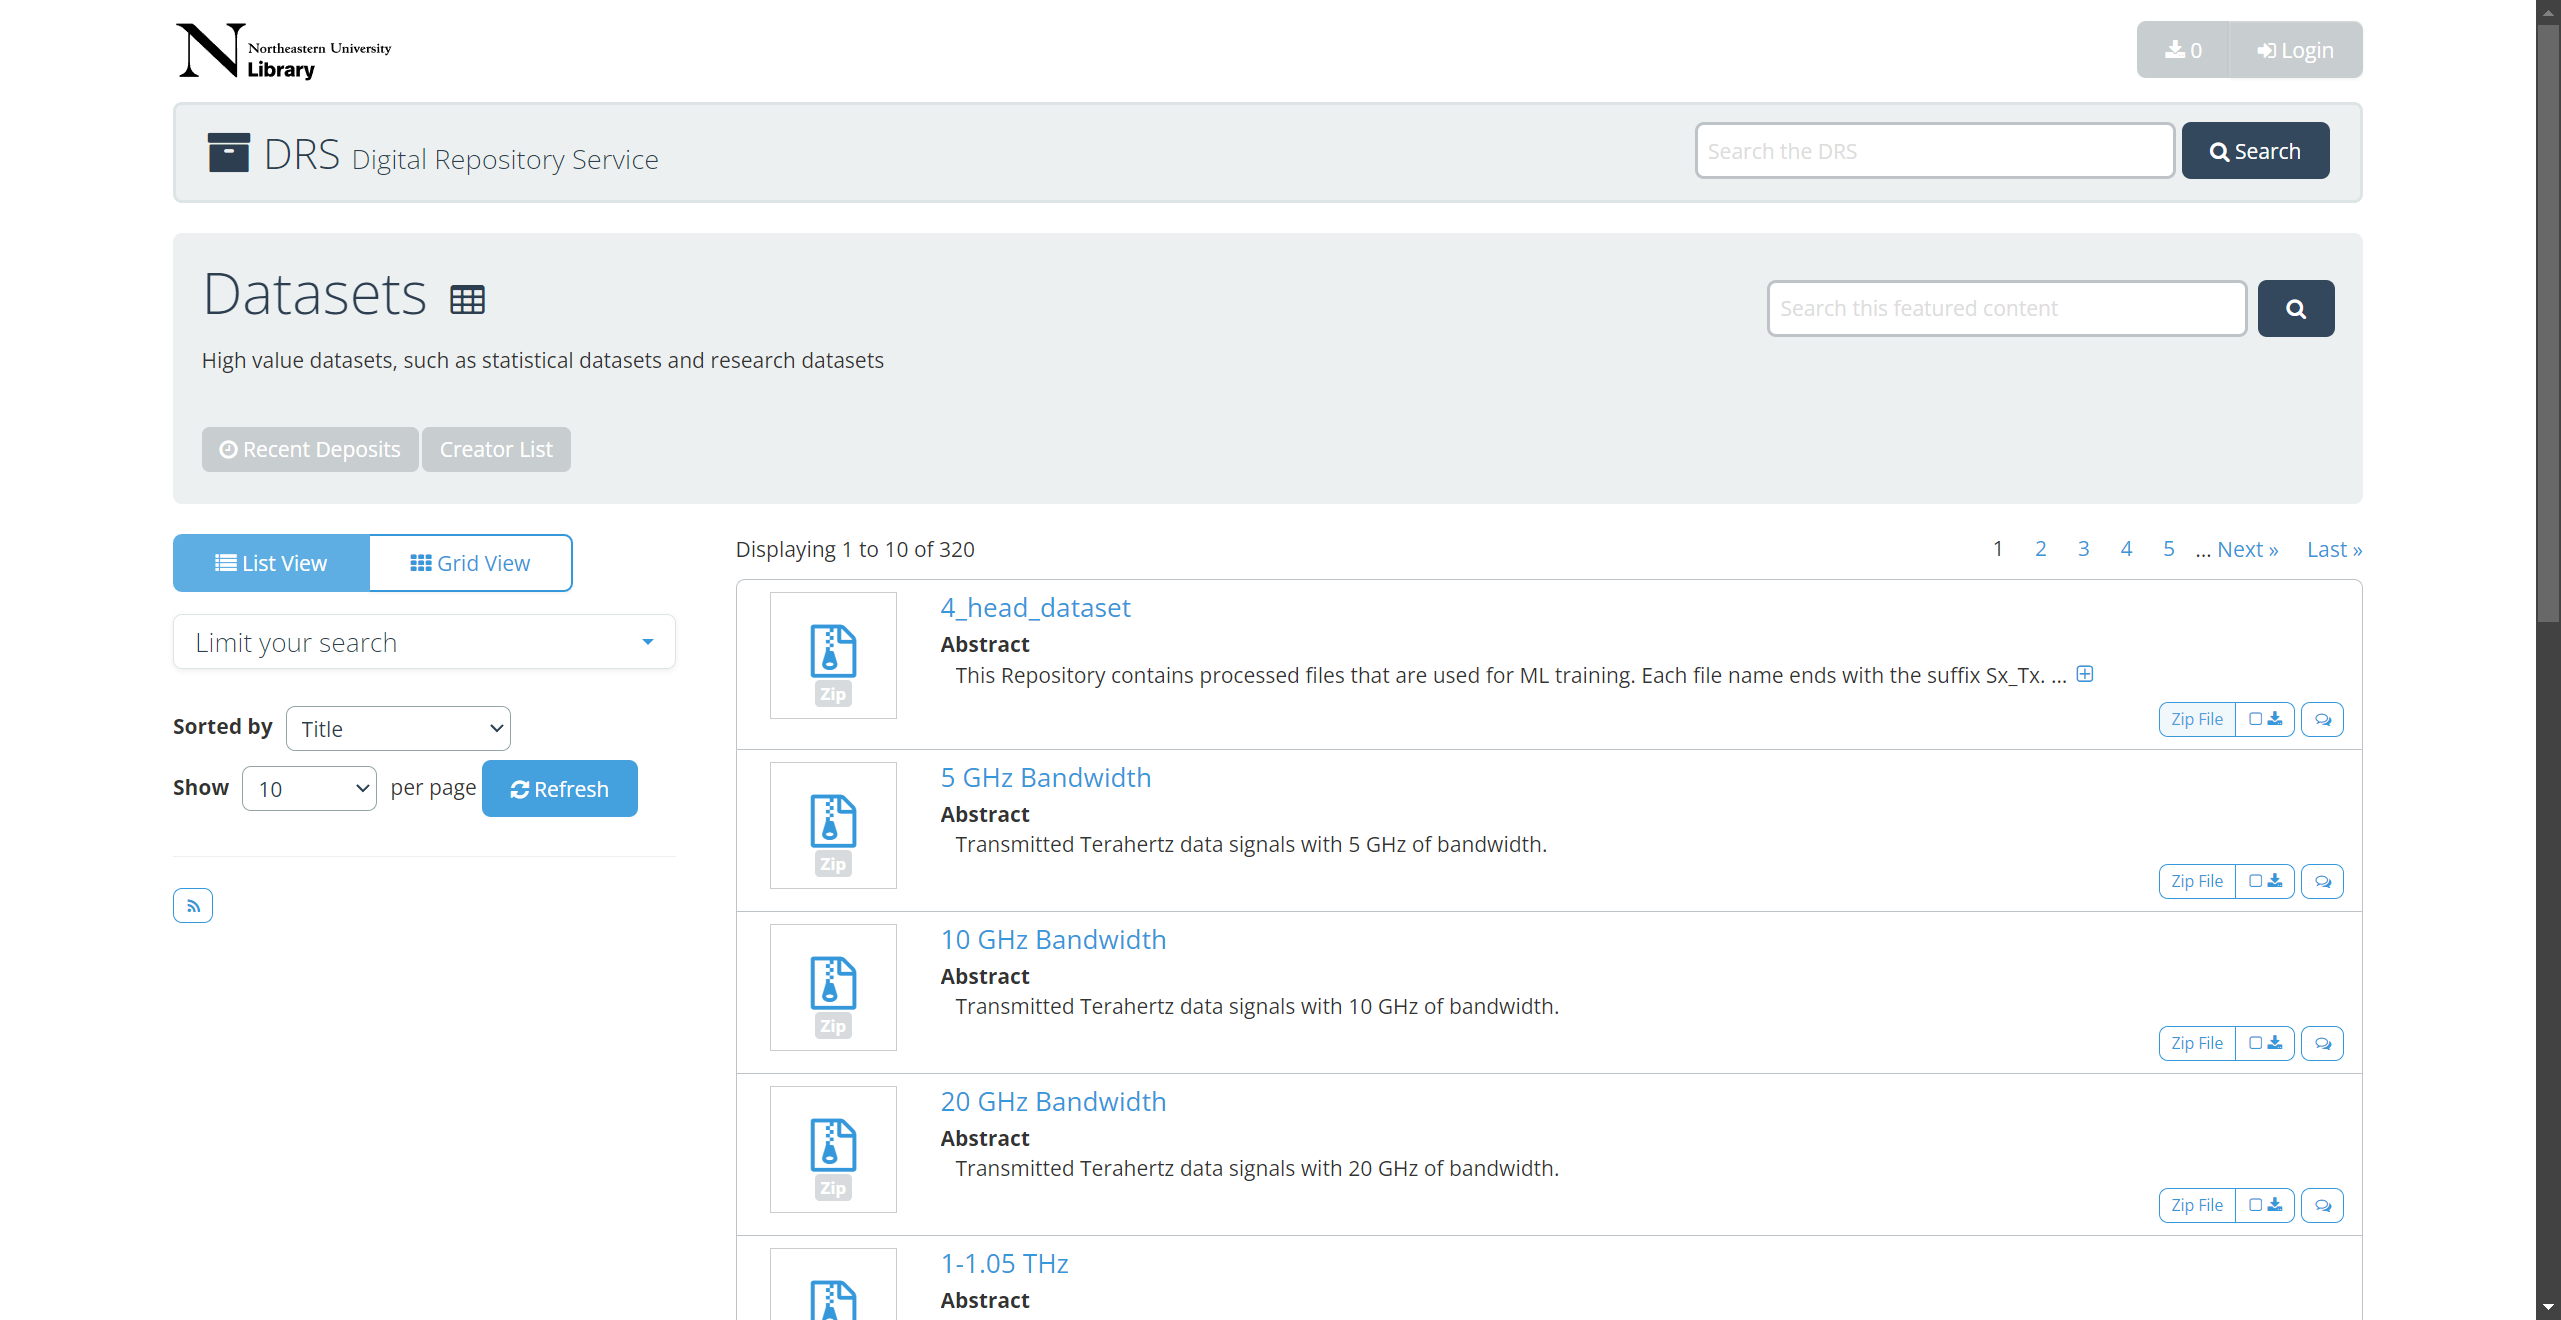 Northeastern University
Library
0 Login
DRS Digital Repository Service
Search the DRS
Search
Datasets
Search this featured content
High value datasets, such as statistical datasets and research datasets
Recent Deposits Creator List
List View Grid View
Limit your search
Sorted by Title
Show 10 per page Refresh
Displaying 1 to 10 of 320
1 2 3 4 5 ... Next » Last »
Zip
4_head_dataset
Abstract
This Repository contains processed files that are used for ML training. Each file name ends with the suffix Sx_Tx. ...
Zip File
Zip
5 GHz Bandwidth
Abstract
Transmitted Terahertz data signals with 5 GHz of bandwidth.
Zip File
Zip
10 GHz Bandwidth
Abstract
Transmitted Terahertz data signals with 10 GHz of bandwidth.
Zip File
Zip
20 GHz Bandwidth
Abstract
Transmitted Terahertz data signals with 20 GHz of bandwidth.
Zip File
1-1.05 THz
Abstract